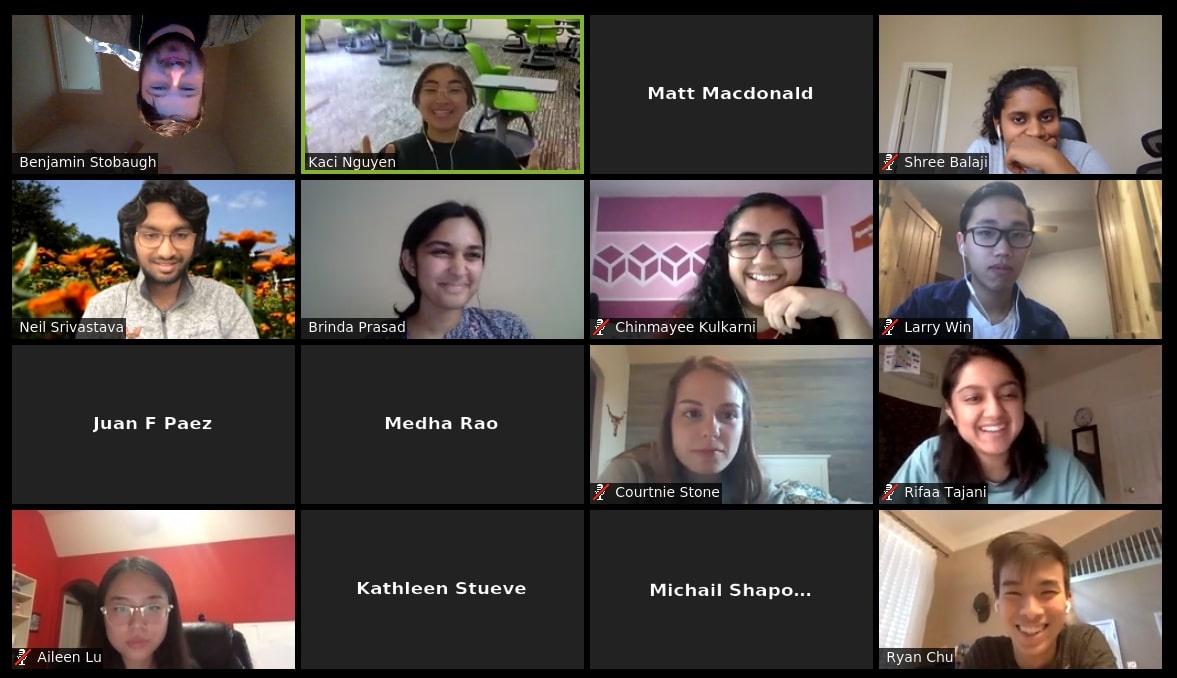 Benjamin Stobaugh
Kaci Nguyen
Matt Macdonald
Shree Balaji
Neil Srivastava
Brinda Prasad
Chinmayee Kulkarni
Larry Win
Juan F Paez
Medha Rao
Courtnie Stone
Rifaa Tajani
Aileen Lu
Kathleen Stueve
Michail Shapo...
Ryan Chu